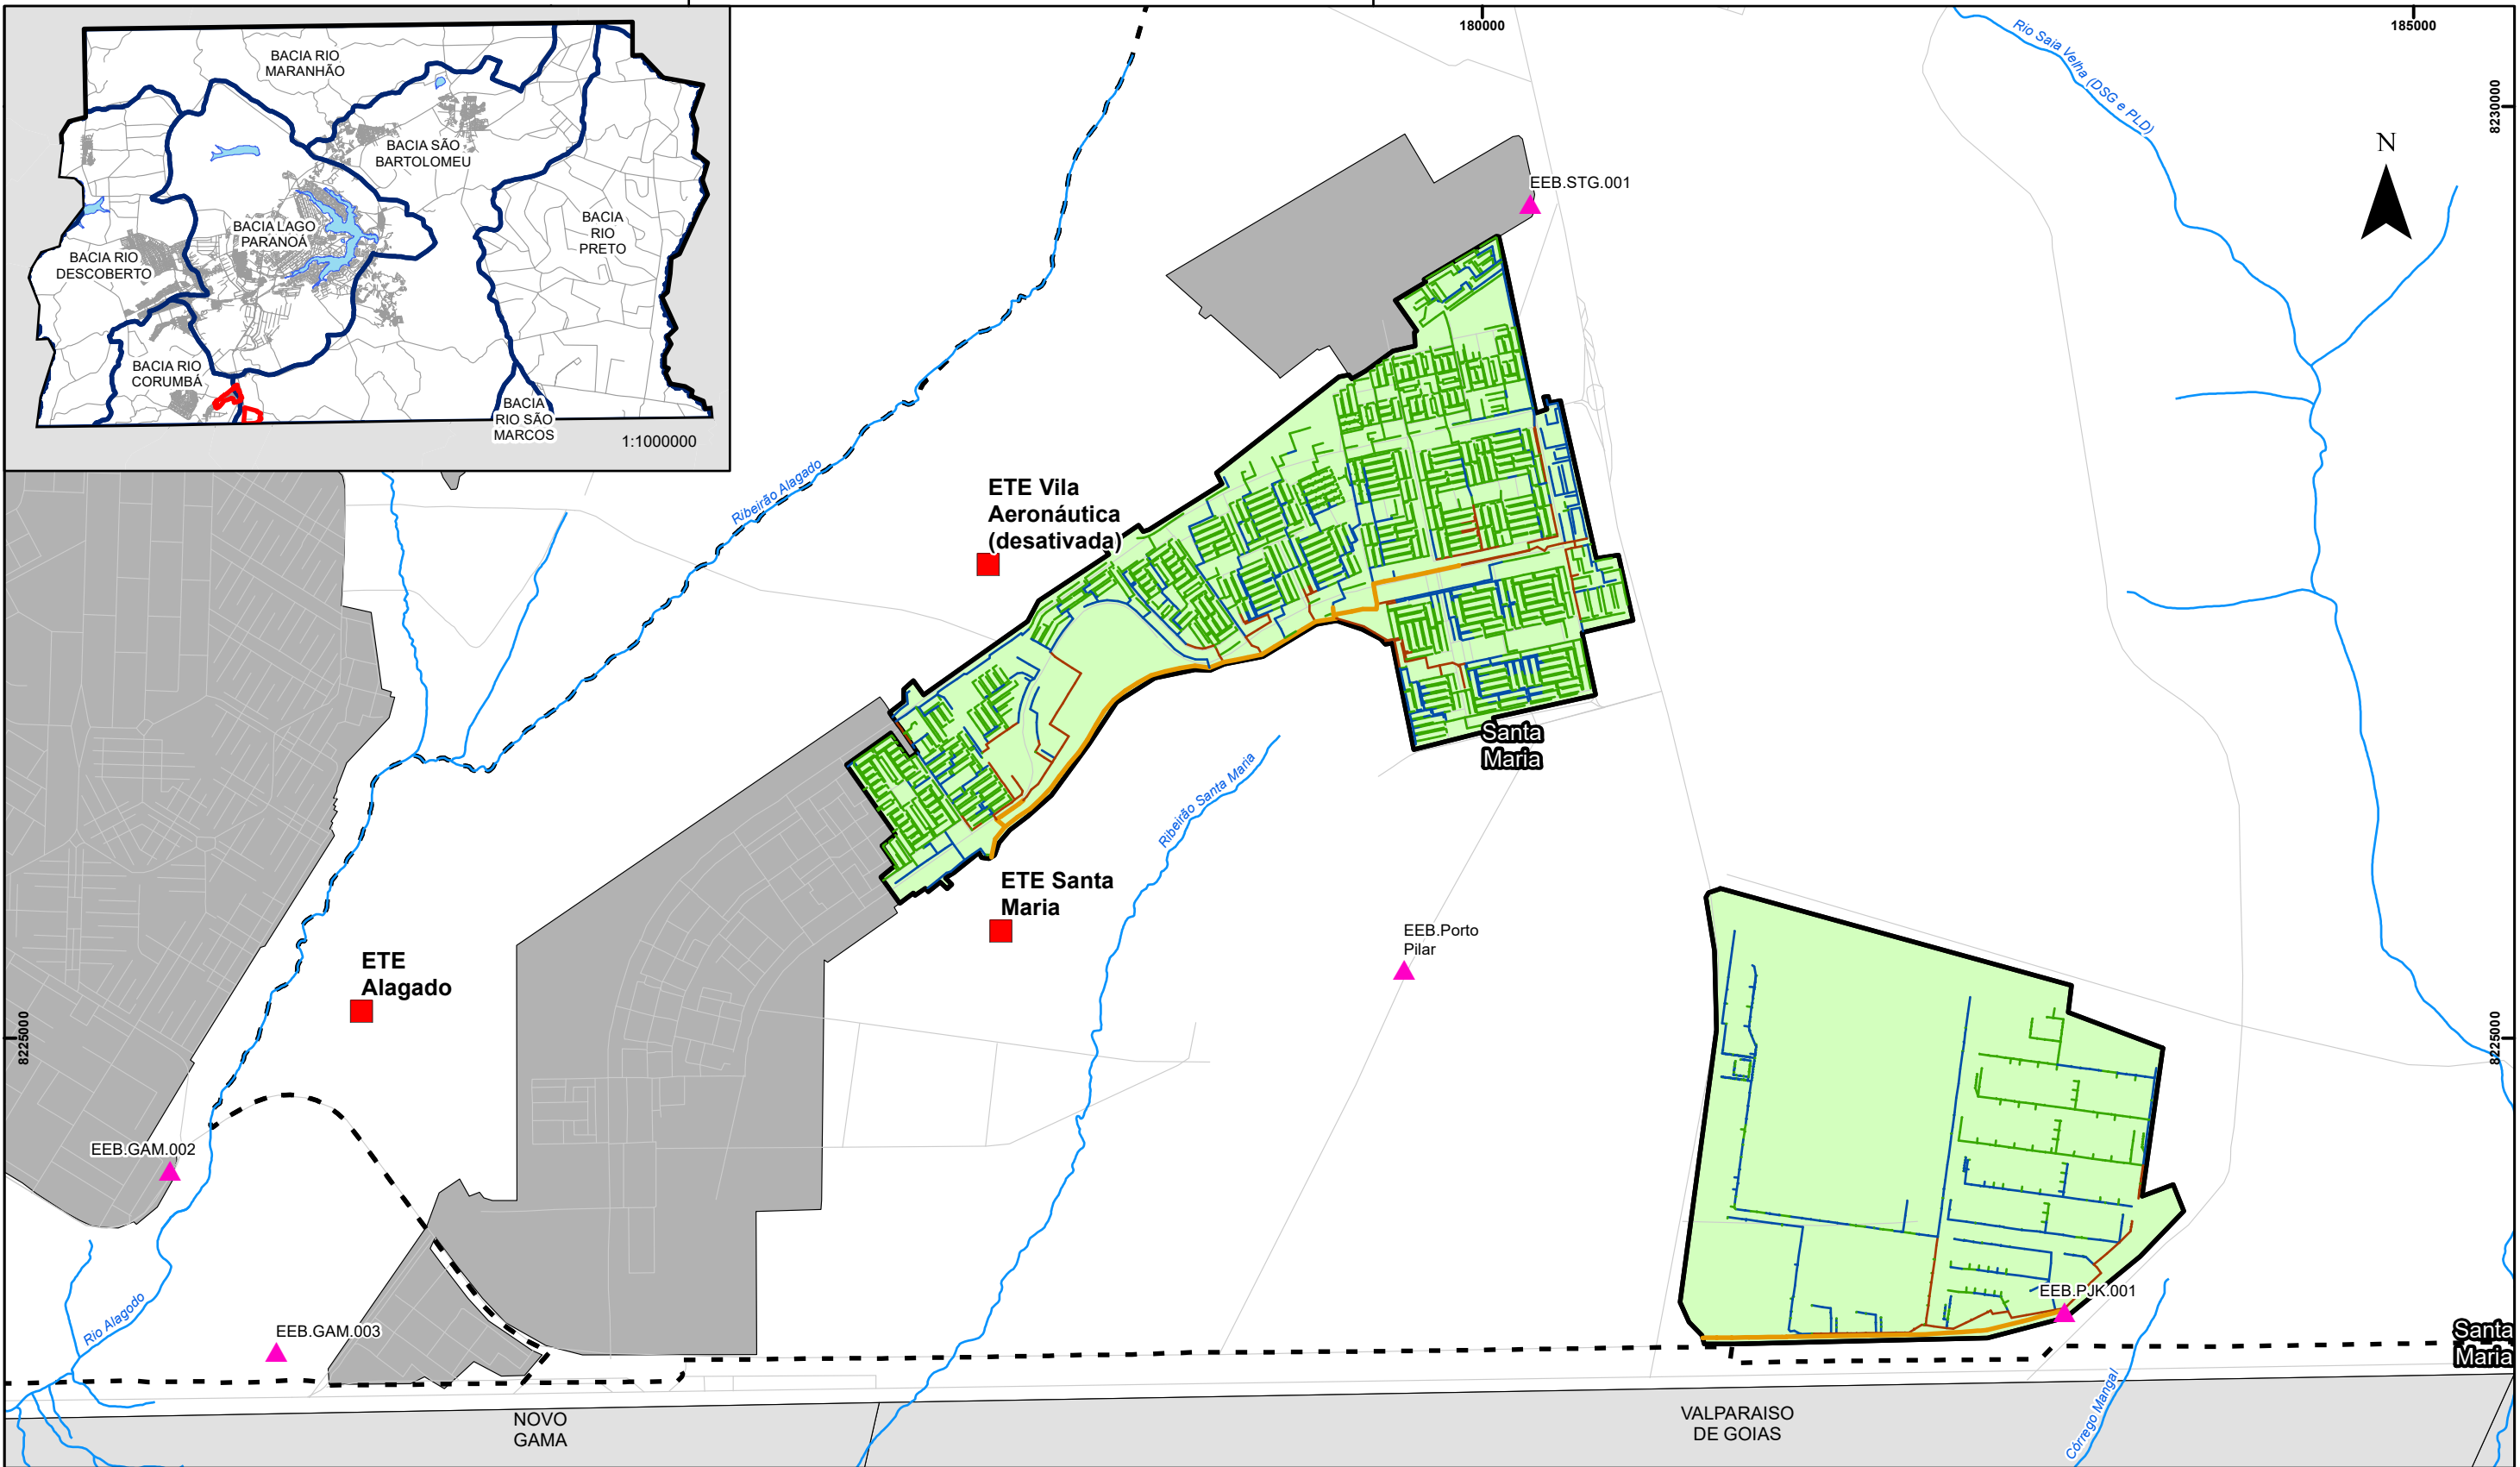 180000
185000
8230000
8230000
Rio Saia Velha (DSG e PLD)
N
BACIA RIO
MARANHÃO
BACIA SÃO
BARTOLOMEU
BACIA LAGO
PARANOÁ
BACIA
RIO
PRETO
BACIA RIO
DESCOBERTO
BACIA RIO
CORUMBÁ
BACIA
RIO SÃO
MARCOS
1:1000000
EEB.STG.001
Ribeirão Alagado
ETE Vila
Aeronáutica
(desativada)
Santa
Maria
Ribeirão Santa Maria
ETE Santa
Maria
EEB.Porto
Pilar
ETE
Alagado
8225000
8225000
EEB.GAM.002
Rio Alagodo
EEB.GAM.003
EEB.PJK.001
Santa
Maria
Córrego Mangal
NOVO
GAMA
VALPARAISO
DE GOIAS